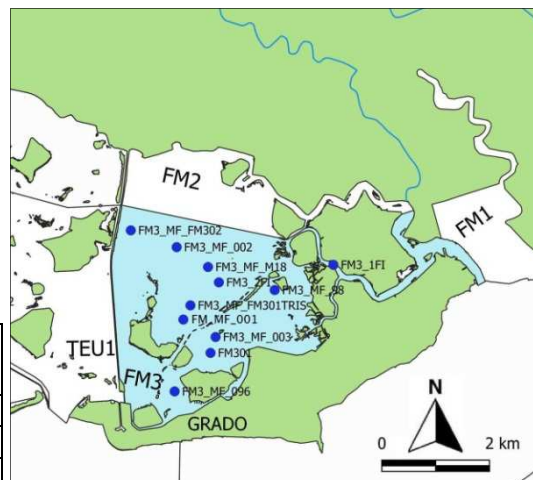 FM2
FM1
FM3_MF_FM302
FM3_MF_002
FM3_MF_M18
FM3_1FI
FM3_2FI
FM3_MF_98
FM3_MF_FM301TRIS
FM_MF_001
FM3_MF_003
TEU1
FM301
FM3
FM3_MF_096
GRADO
N
0 2 km